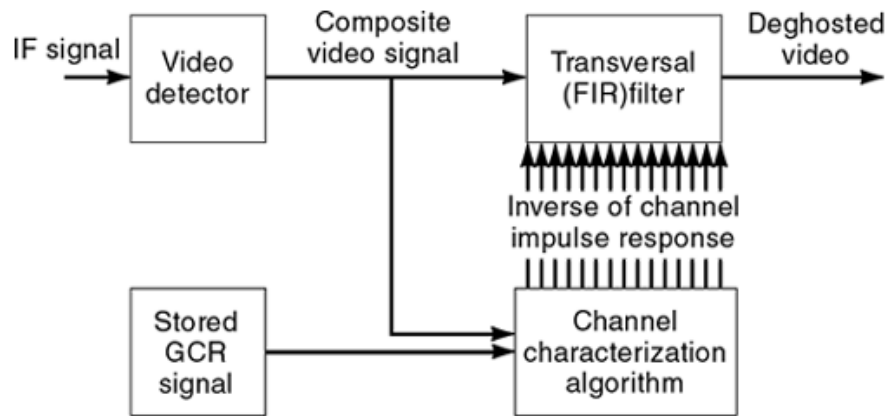 IF signal
Video
detector
Composite
video signal
Transversal
(FIR)filter
Deghosted
video
Inverse of channel
impulse response
Stored
GCR
signal
Channel
characterization
algorithm